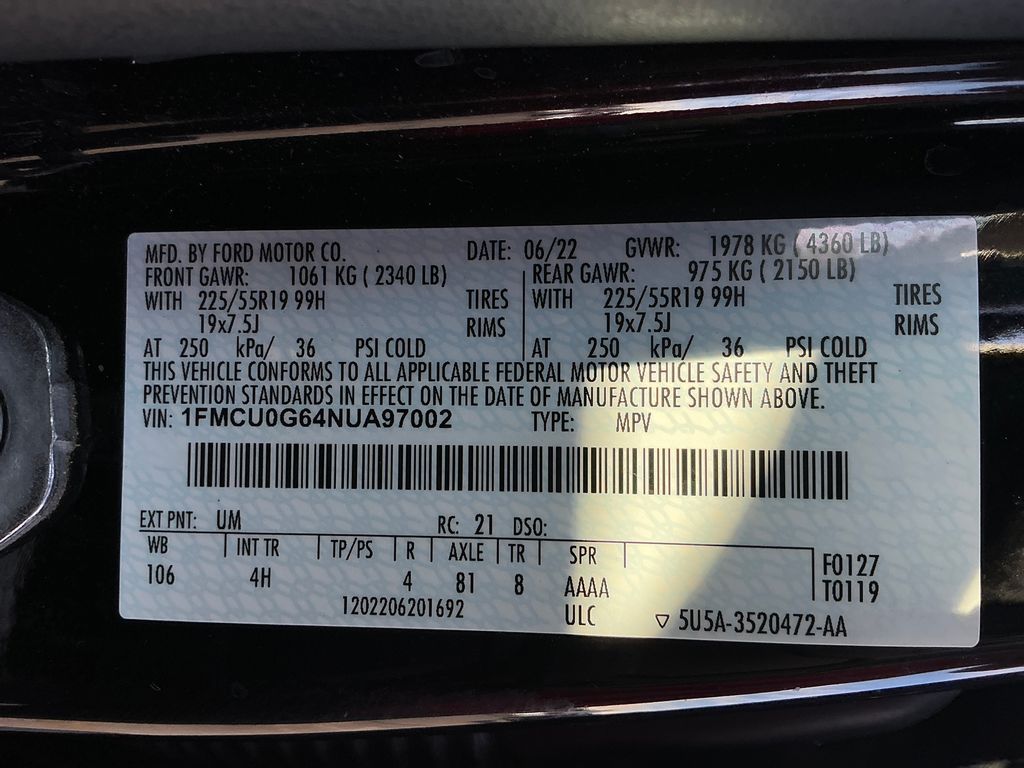 MFD. BY FORD MOTOR CO. DATE: 06/22 GVWR: 1978 KG ( 4360 LB)
FRONT GAWR: 1061 KG ( 2340 LB) REAR GAWR: 975 KG ( 2150 LB)
WITH 225/55R19 99H TIRES WITH 225/55R19 99H TIRES
19x7.5J RIMS 19x7.5J RIMS
AT 250 kPa/ 36 PSI COLD AT 250 kPa/ 36 PSI COLD
THIS VEHICLE CONFORMS TO ALL APPLICABLE FEDERAL MOTOR VEHICLE SAFETY AND THEFT
PREVENTION STANDARDS IN EFFECT ON THE DATE OF MANUFACTURE SHOWN ABOVE.
VIN: 1FMCU0G64NUA97002 TYPE: MPV
EXT PNT: UM RC: 21 DSO:
WB INT TR TP/PS R AXLE TR SPR F0127
106 4H 4 81 8 AAAA T0119
1202206201692 ULC ▽ 5U5A-3520472-AA